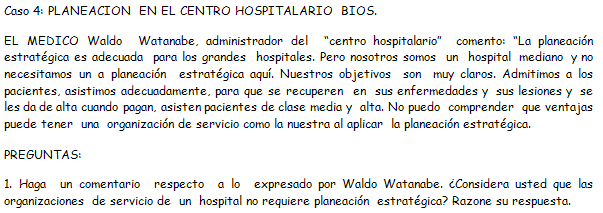 Caso 4: PLANEACION EN EL CENTRO HOSPITALARIO BIOS.
EL MEDICO Waldo Watanabe, administrador del "centro hospitalario" comento: "La planeación
estratégica es adecuada para los grandes hospitales. Pero nosotros somos un hospital mediano y no
necesitamos un a planeación estratégica aquí. Nuestros objetivos son muy claros. Admitimos a los
pacientes, asistimos adecuadamente, para que se recuperen en sus enfermedades y sus lesiones y se
les da de alta cuando pagan, asisten pacientes de clase media y alta. No puedo comprender que ventajas
puede tener una organización de servicio como la nuestra al aplicar la planeación estratégica.
PREGUNTAS:
1. Haga un comentario respecto a lo expresado por Waldo Watanabe. ¿Considera usted que las
organizaciones de servicio de un hospital no requiere planeación estratégica? Razone su respuesta.